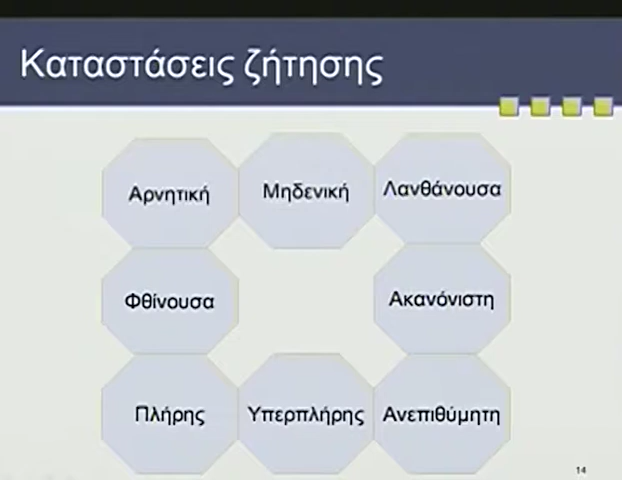 Καταστάσεις ζήτησης
Αρνητική
Μηδενική
Λανθάνουσα
Φθίνουσα
Ακανόνιστη
Πλήρης
Υπερπλήρης
Ανεπιθύμητη
14